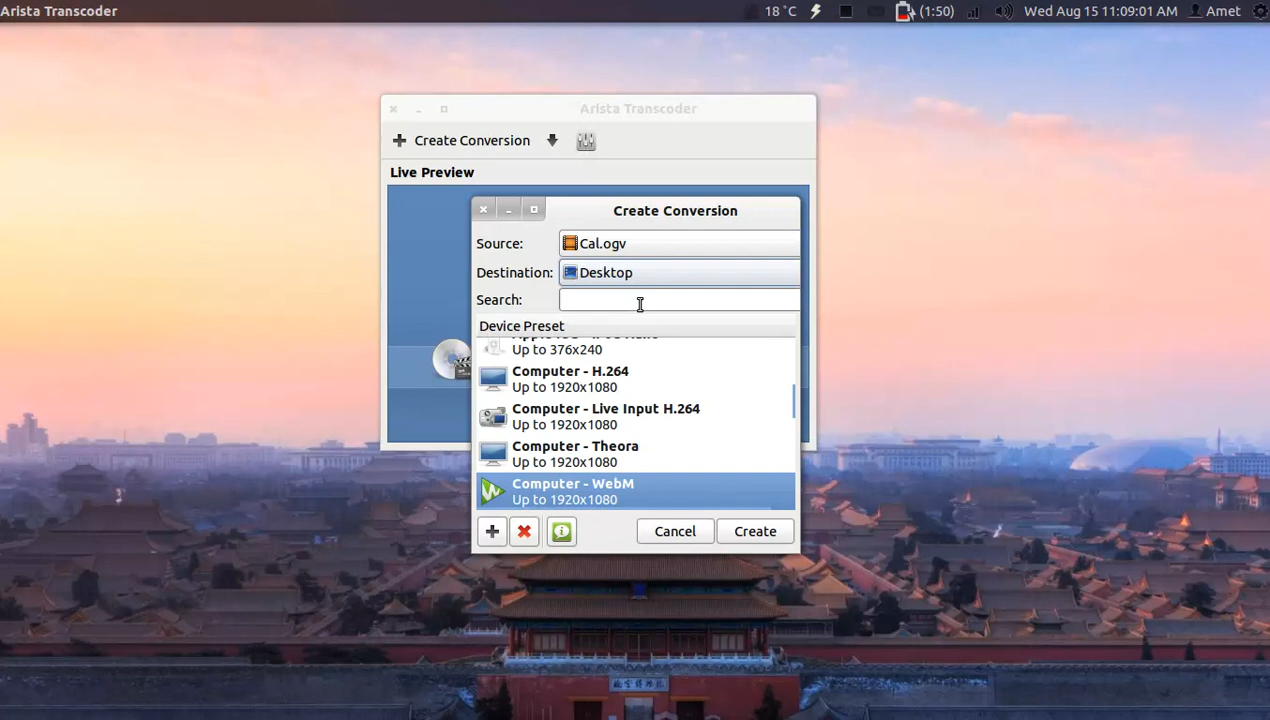 Arista Transcoder
18 °C
(1:50)
Wed Aug 15 11:09:01 AM
Amet
Arista Transcoder
Create Conversion
Live Preview
Create Conversion
Source:
Cal.ogv
Destination:
Desktop
Search:
Device Preset
Up to 376x240
Computer - H.264
Up to 1920x1080
Computer - Live Input H.264
Up to 1920x1080
Computer - Theora
Up to 1920x1080
Computer - WebM
Up to 1920x1080
Cancel
Create